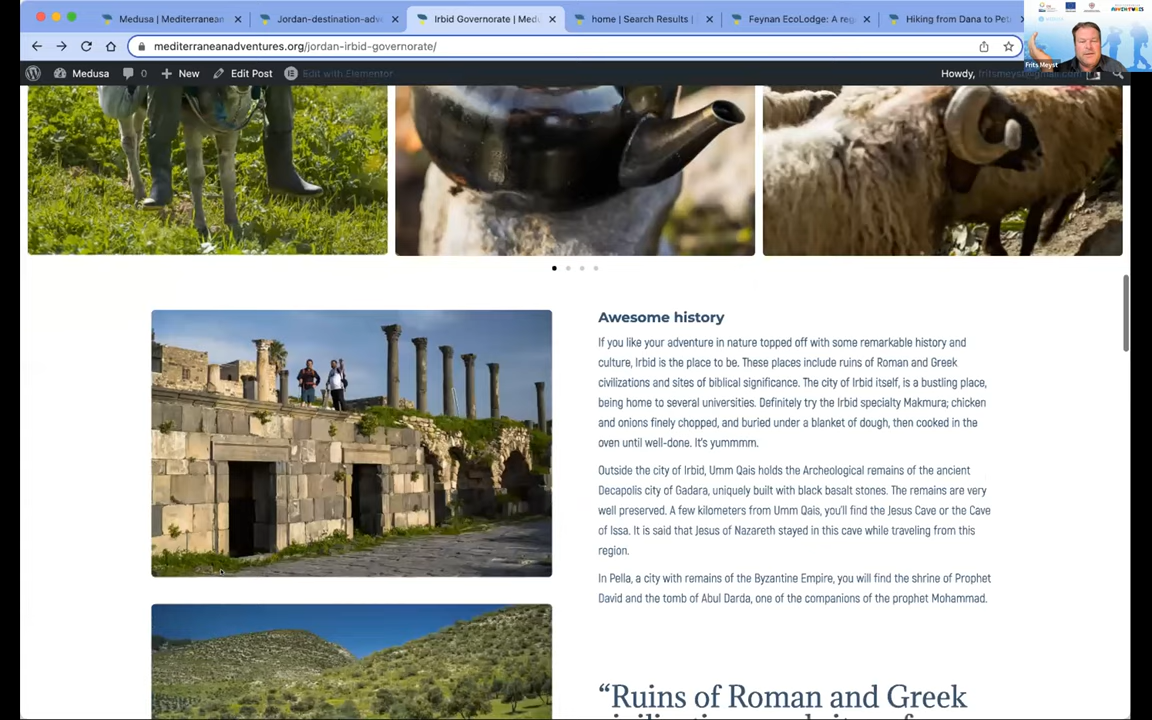 Medusa | Mediterranean
Jordan-destination-adv
Irbid Governorate | Med
home | Search Results |
Feynan EcoLodge: A reg
Hiking from Dana to Pet
mediterraneanadventures.org/jordan-irbid-governorate/
Frits Meyst
Medusa
0
New
Edit Post
Edit with Elementor
Howdy, fritsmeyst@gmail.com
Awesome history
If you like your adventure in nature topped off with some remarkable history and
culture, Irbid is the place to be. These places include ruins of Roman and Greek
civilizations and sites of biblical significance. The city of Irbid itself, is a bustling place,
being home to several universities. Definitely try the Irbid specialty Makmura; chicken
and onions finely chopped, and buried under a blanket of dough, then cooked in the
oven until well-done. It's yummmm.
Outside the city of Irbid, Umm Qais holds the Archeological remains of the ancient
Decapolis city of Gadara, uniquely built with black basalt stones. The remains are very
well preserved. A few kilometers from Umm Qais, you'll find the Jesus Cave or the Cave
of Issa. It is said that Jesus of Nazareth stayed in this cave while traveling from this
region.
In Pella, a city with remains of the Byzantine Empire, you will find the shrine of Prophet
David and the tomb of Abul Darda, one of the companions of the prophet Mohammad.
“Ruins of Roman and Greek